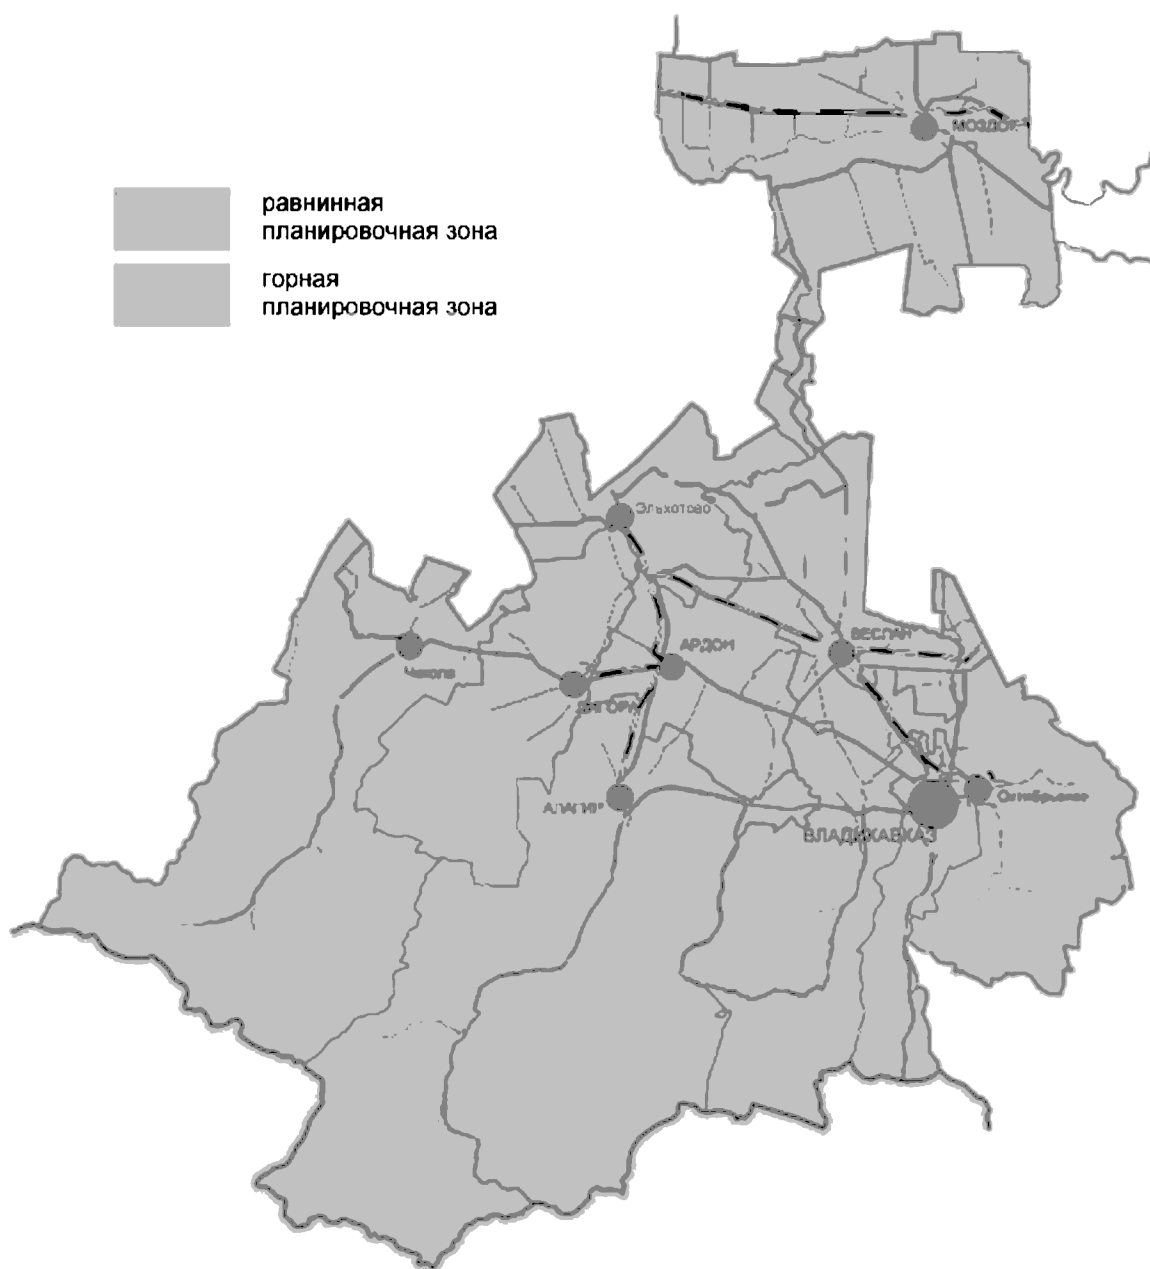 равнинная
планировочная зона
горная
планировочная зона
МОЗДОК
Эльхотово
БЕСЛАН
АРДОН
Чикола
ДИГОРА
АЛАГИР
Октябрьское
ВЛАДИКАВКАЗ